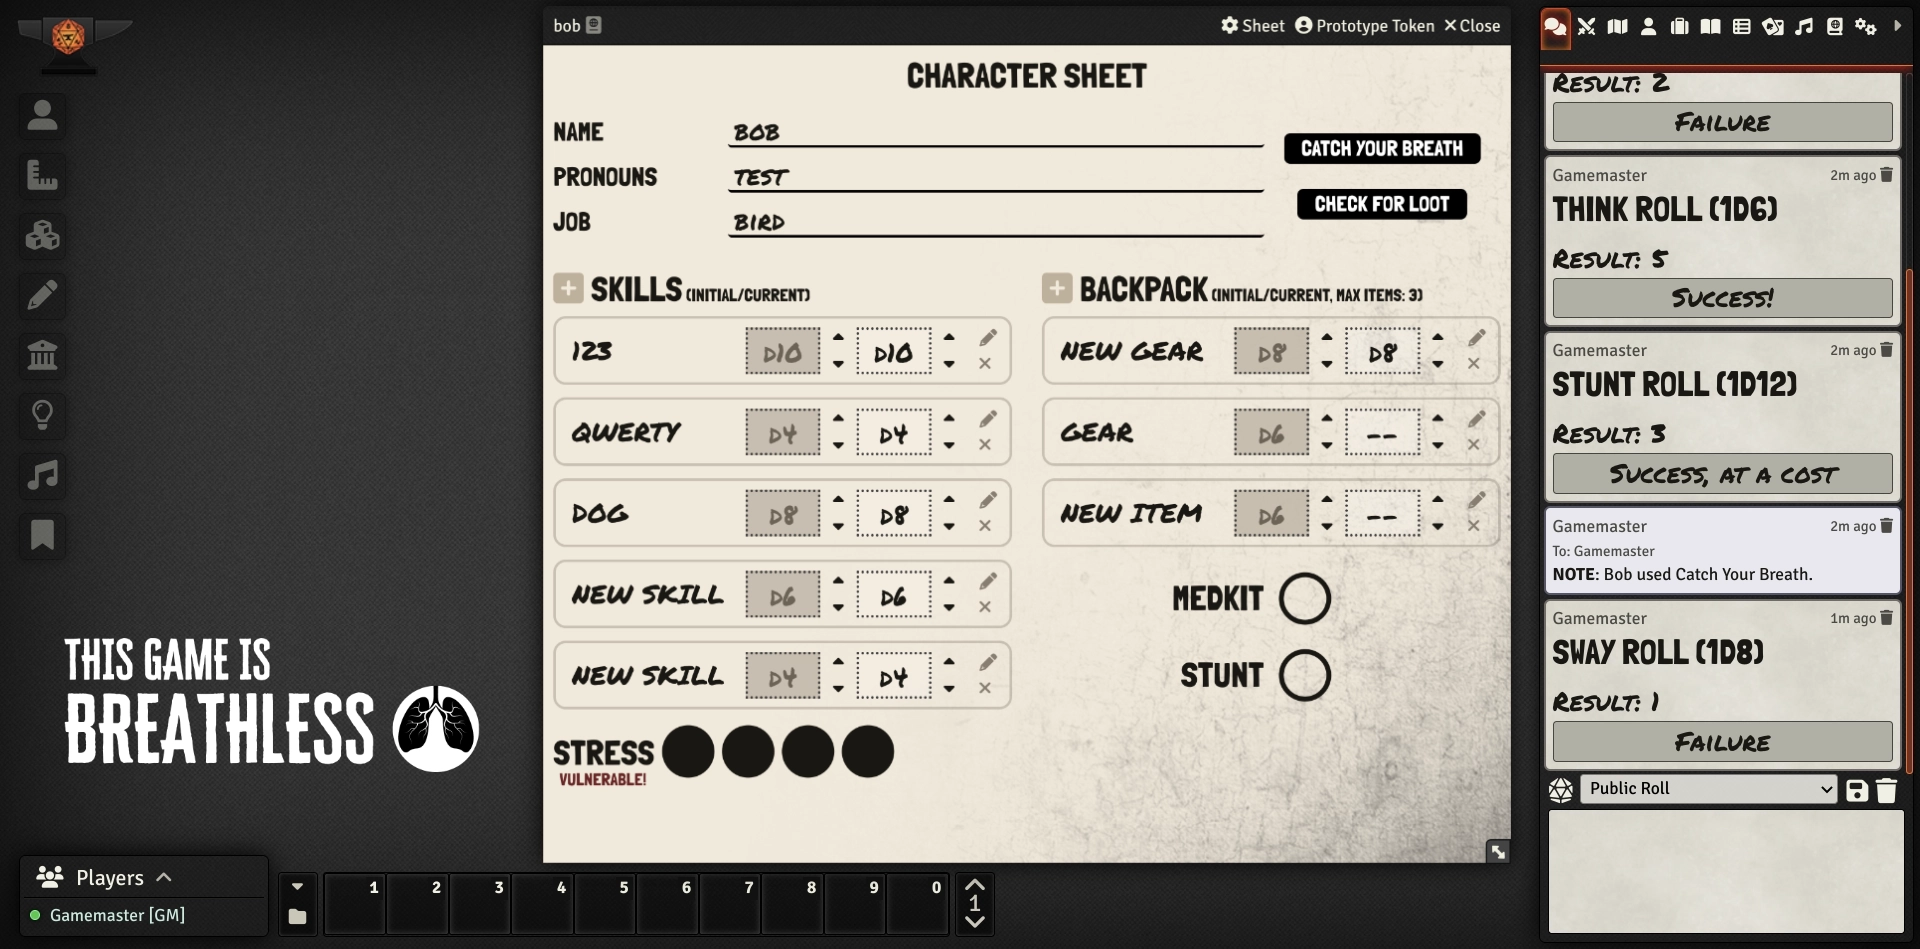 bob
Sheet
Prototype Token
Close
CHARACTER SHEET
NAME
BOB
PRONOUNS
TEST
JOB
BIRD
CATCH YOUR BREATH
CHECK FOR LOOT
SKILLS (INITIAL/CURRENT)
123 D10 D10
QWERTY D4 D4
DOG D8 D8
NEW SKILL D6 D6
NEW SKILL D4 D4
STRESS
VULNERABLE!
BACKPACK (INITIAL/CURRENT, MAX ITEMS: 3)
NEW GEAR D8 D8
GEAR D6 --
NEW ITEM D6 --
MEDKIT
STUNT
THIS GAME IS
BREATHLESS
Players
Gamemaster [GM]
1 2 3 4 5 6 7 8 9 0
1
RESULT: 2
FAILURE
Gamemaster 2m ago
THINK ROLL (1D6)
RESULT: 5
SUCCESS!
Gamemaster 2m ago
STUNT ROLL (1D12)
RESULT: 3
SUCCESS, AT A COST
Gamemaster 2m ago
To: Gamemaster
NOTE: Bob used Catch Your Breath.
Gamemaster 1m ago
SWAY ROLL (1D8)
RESULT: 1
FAILURE
Public Roll